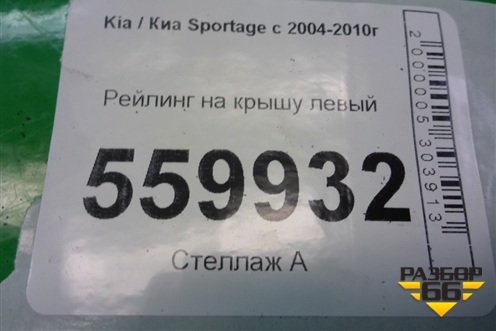 Kia / Киа Sportage с 2004-2010г
Рейлинг на крышу левый
559932
Стеллаж А
2000005303913
РАЗБОР
66